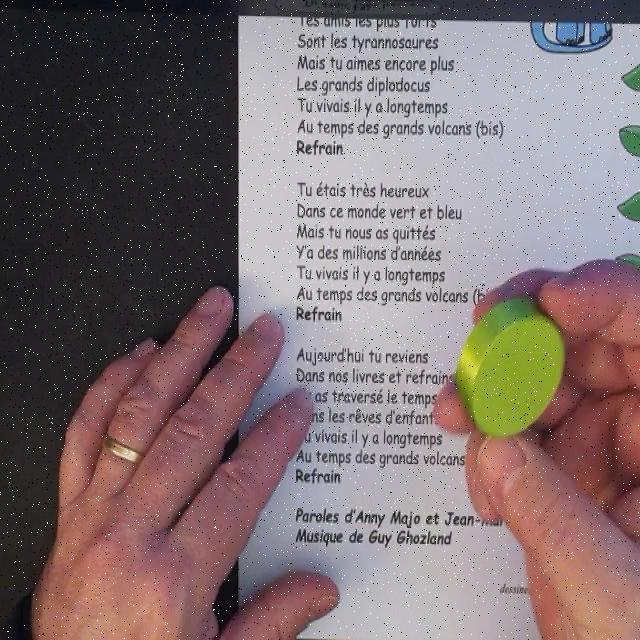 Tes amis les plus forts
Sont les tyrannosaures
Mais tu aimes encore plus
Les grands diplodocus
Tu vivais il y a longtemps
Au temps des grands volcans (bis)
Refrain
Tu étais très heureux
Dans ce monde vert et bleu
Mais tu nous as quittés
Y'a des millions d'années
Tu vivais il y a longtemps
Au temps des grands volcans (
Refrain
Aujourd'hui tu reviens
Dans nos livres et refrain
as traversé le temps
les rêves d'enfant
vivais il y a longtemps
Au temps des grands volcans
Refrain
Paroles d'Anny Majo et Jean-
Musique de Guy Ghozland